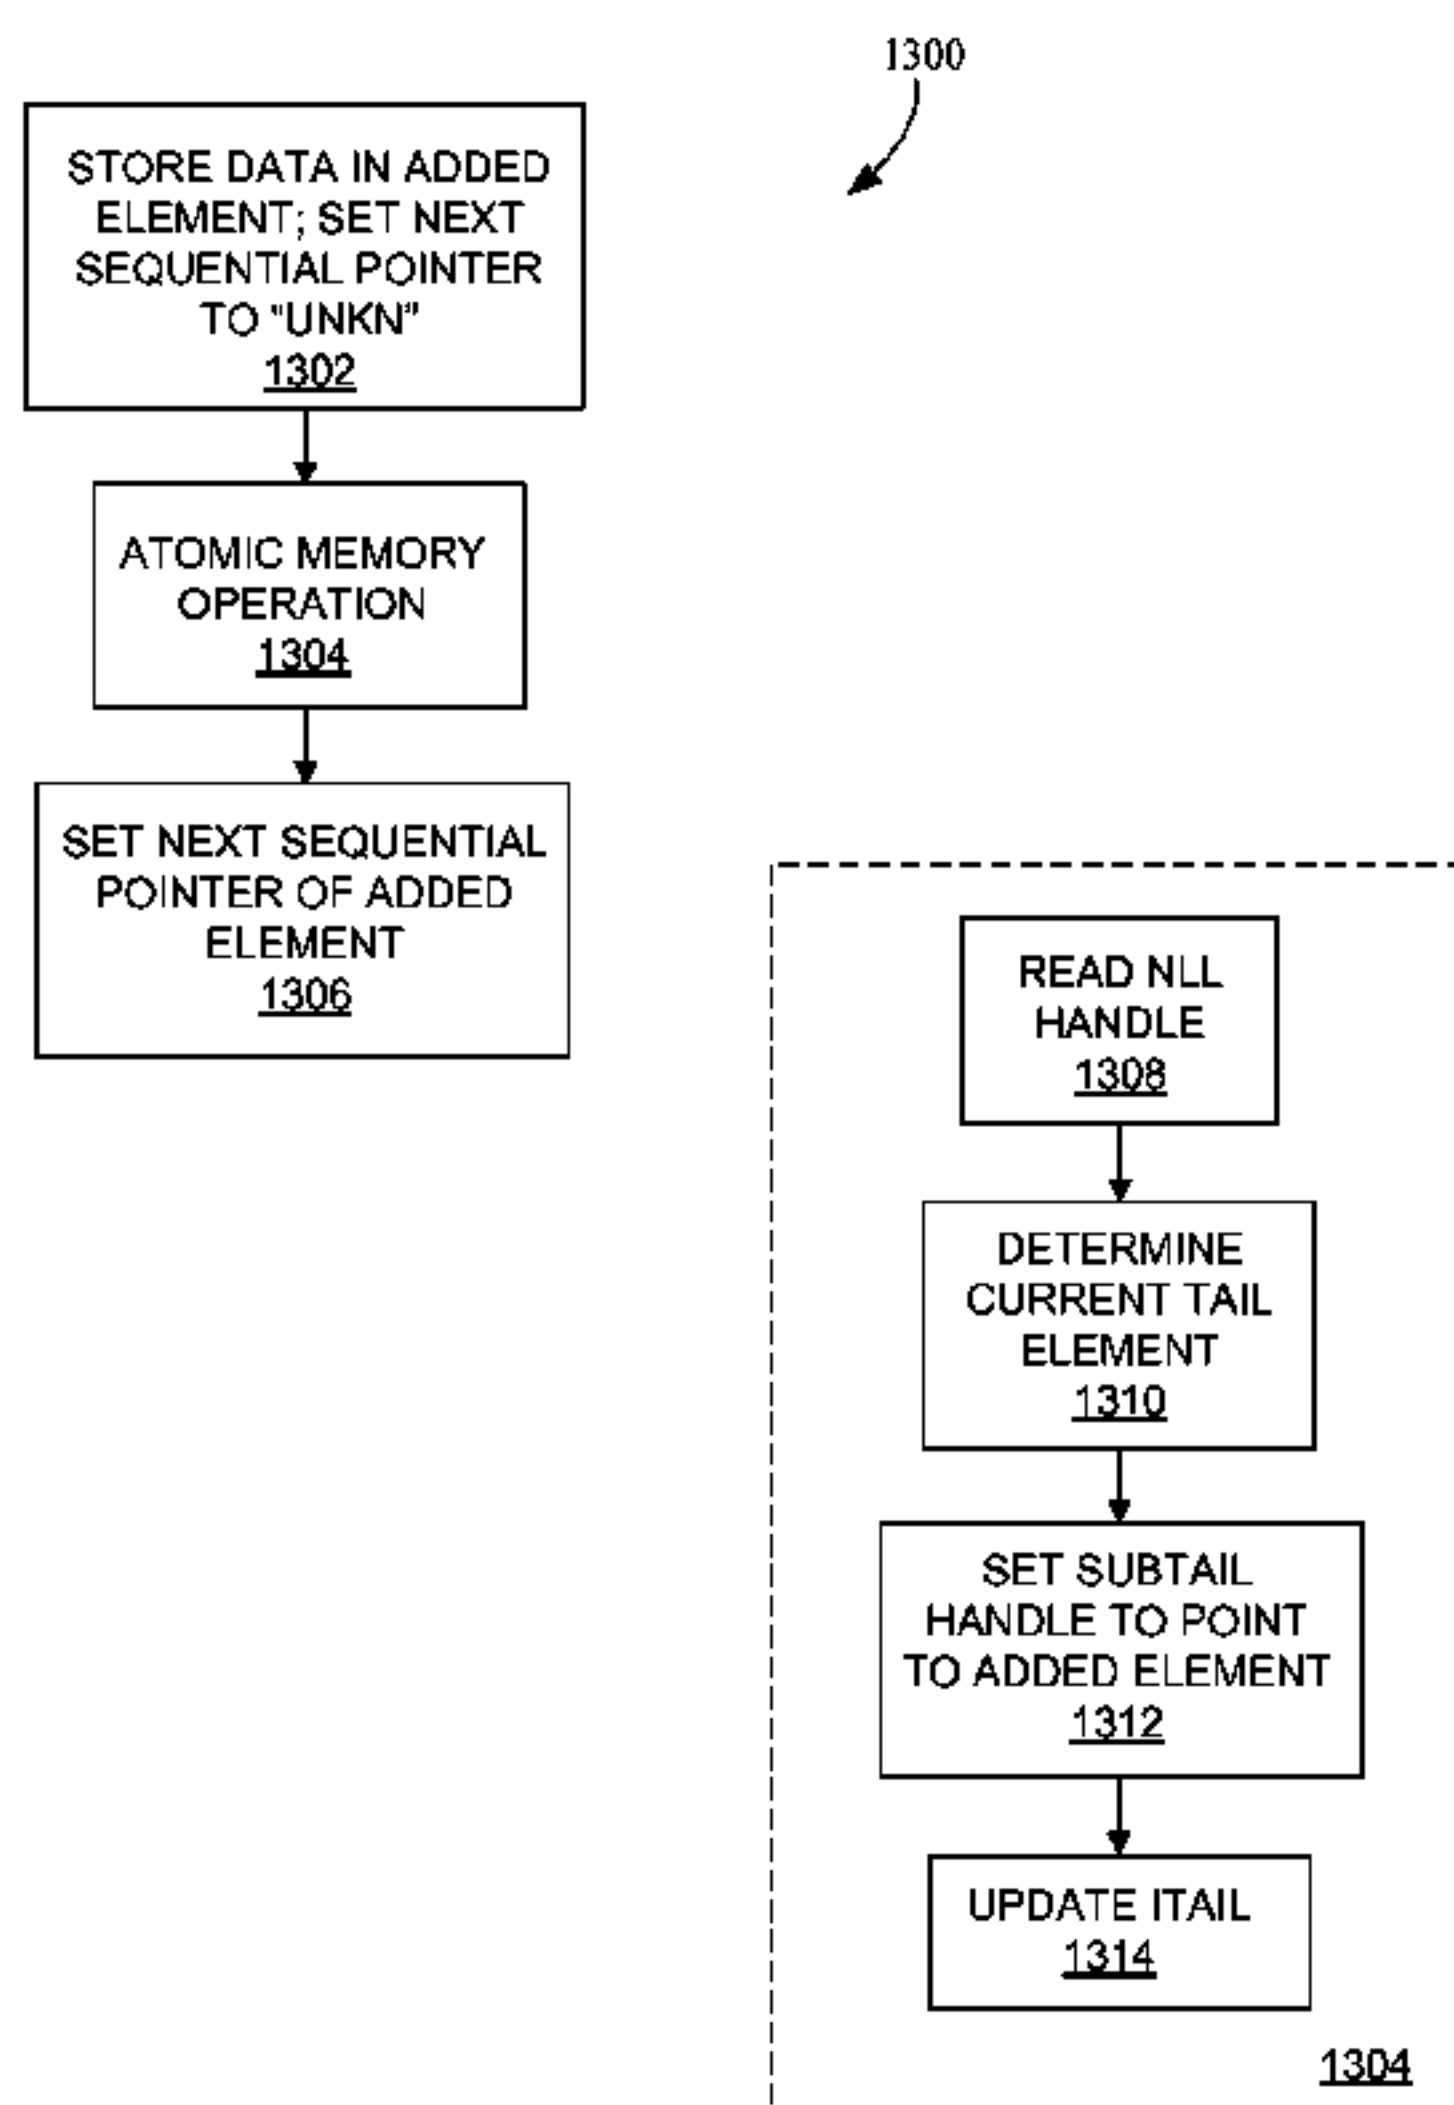 1300
STORE DATA IN ADDED
ELEMENT; SET NEXT
SEQUENTIAL POINTER
TO "UNKN"
1302
ATOMIC MEMORY
OPERATION
1304
SET NEXT SEQUENTIAL
POINTER OF ADDED
ELEMENT
1306
READ NLL
HANDLE
1308
DETERMINE
CURRENT TAIL
ELEMENT
1310
SET SUBTAIL
HANDLE TO POINT
TO ADDED ELEMENT
1312
UPDATE ITAIL
1314
1304